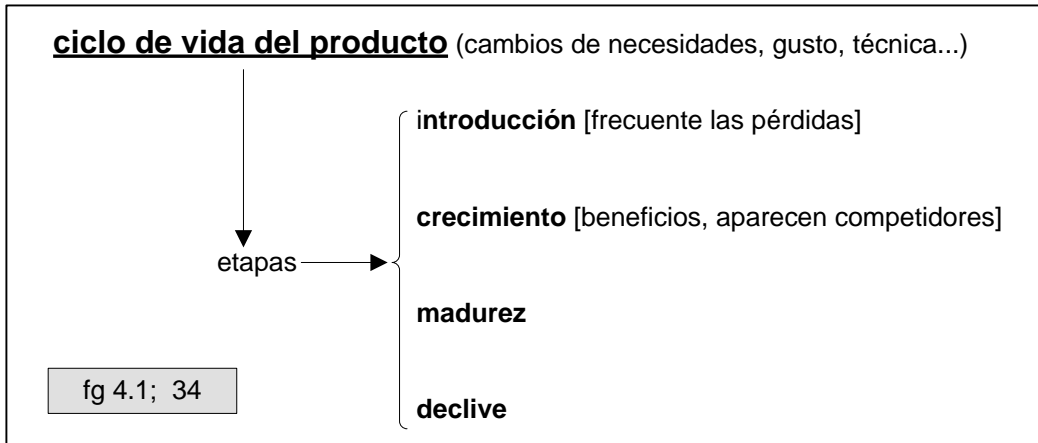 ciclo de vida del producto (cambios de necesidades, gusto, técnica...)
introducción [frecuente las pérdidas]
crecimiento [beneficios, aparecen competidores]
etapas
madurez
fg 4.1; 34
declive